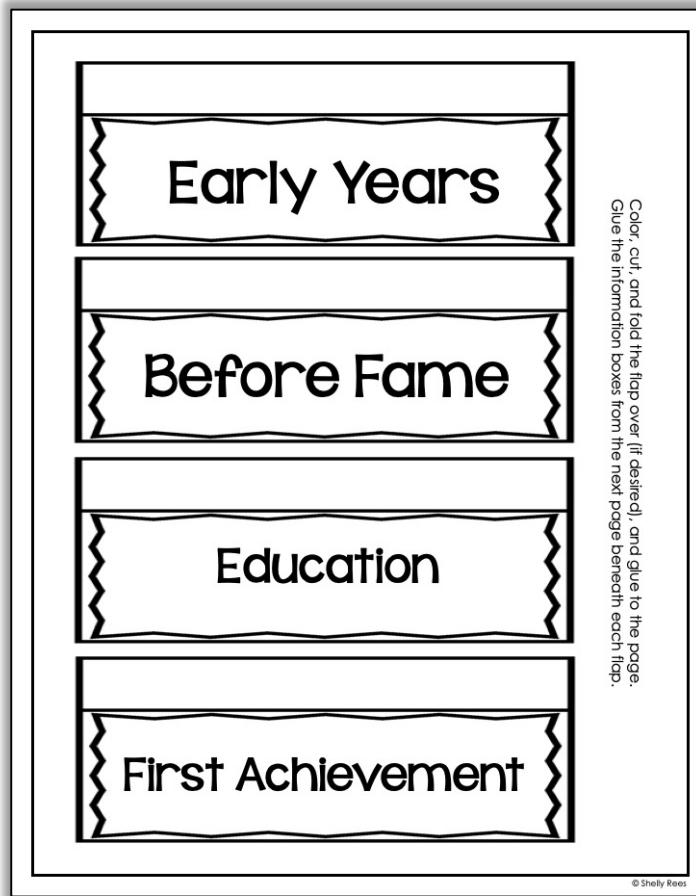 Early Years
Before Fame
Education
First Achievement
Color, cut, and fold the flap over (if desired), and glue to the page.
Glue the information boxes from the next page beneath each flap.
© Shelly Rees